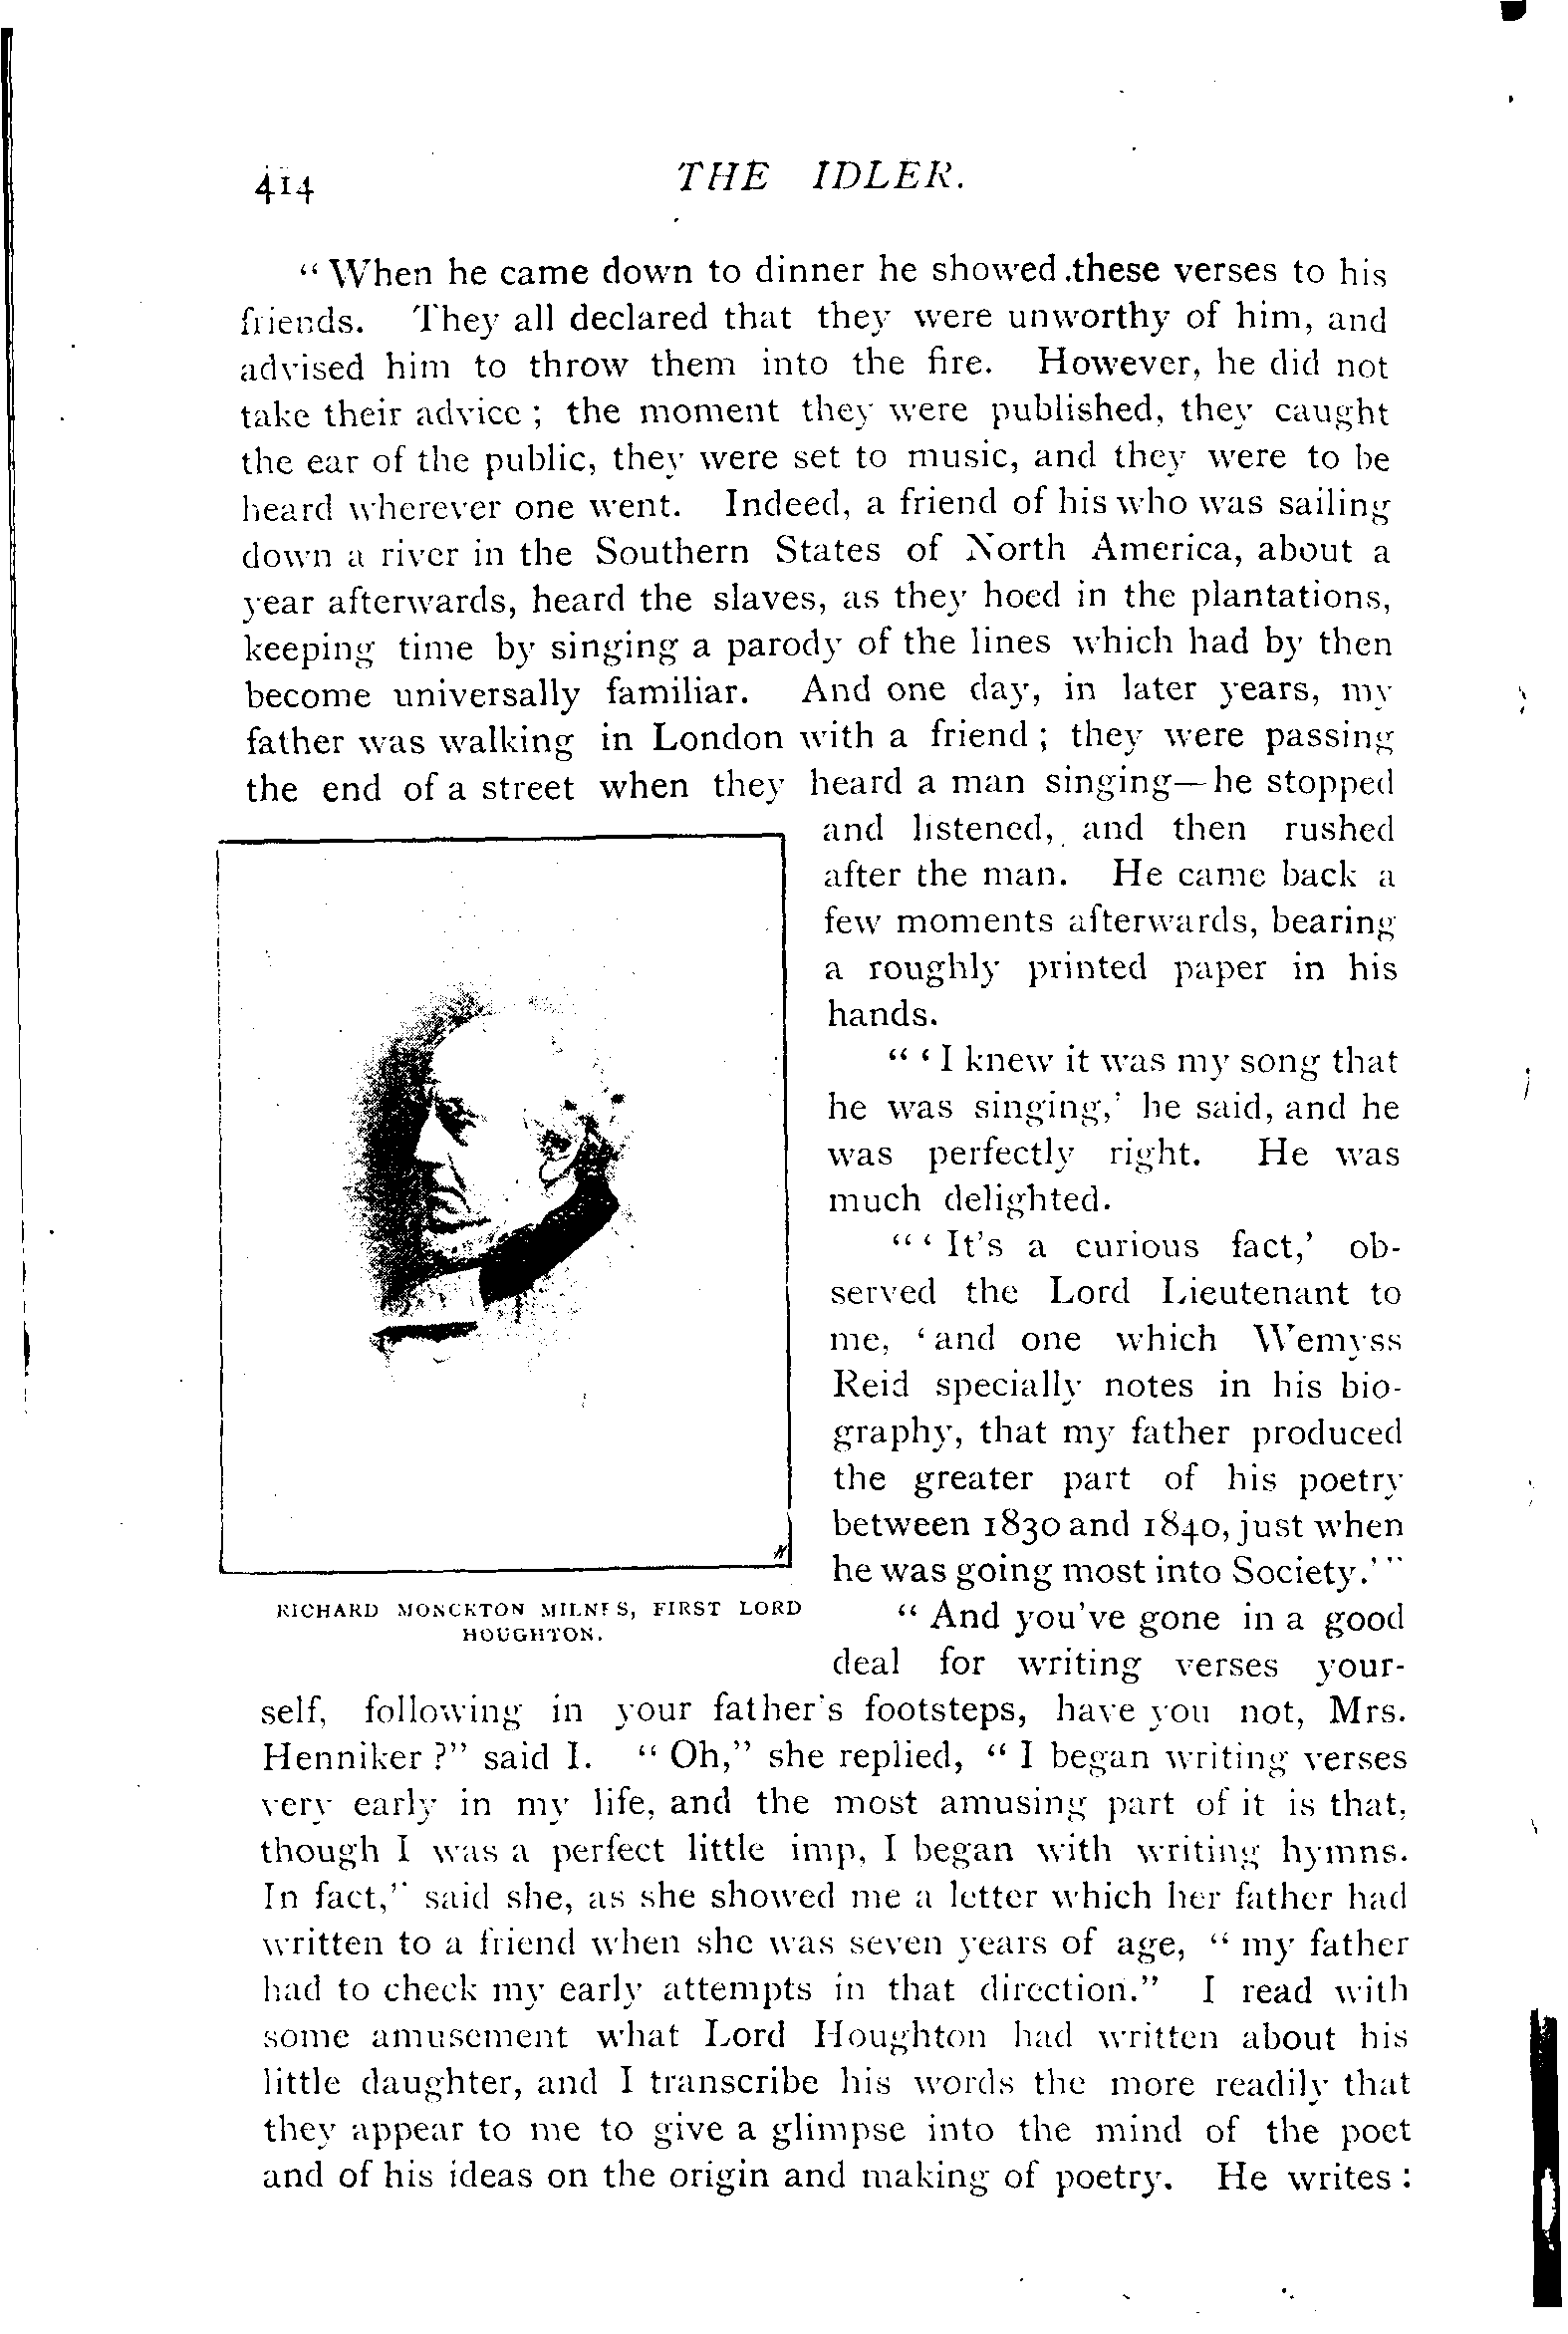 414 THE IDLER.
"When he came down to dinner he showed these verses to his
friends. They all declared that they were unworthy of him, and
advised him to throw them into the fire. However, he did not
take their advice ; the moment they were published, they caught
the ear of the public, they were set to music, and they were to be
heard wherever one went. Indeed, a friend of his who was sailing
down a river in the Southern States of North America, about a
year afterwards, heard the slaves, as they hoed in the plantations,
keeping time by singing a parody of the lines which had by then
become universally familiar. And one day, in later years, my
father was walking in London with a friend ; they were passing
the end of a street when they heard a man singing—he stopped
and listened, and then rushed
after the man. He came back a
few moments afterwards, bearing
a roughly printed paper in his
hands.
"'I knew it was my song that
he was singing,' he said, and he
was perfectly right. He was
much delighted.
"'It's a curious fact,' ob-
served the Lord Lieutenant to
me, 'and one which Wemyss
Reid specially notes in his bio-
graphy, that my father produced
the greater part of his poetry
between 1830 and 1840, just when
he was going most into Society.'"
RICHARD MONCKTON MILNES, FIRST LORD
HOUGHTON.
"And you've gone in a good
deal for writing verses your-
self, following in your father's footsteps, have you not, Mrs.
Henniker ?" said I. "Oh," she replied, "I began writing verses
very early in my life, and the most amusing part of it is that,
though I was a perfect little imp, I began with writing hymns.
In fact," said she, as she showed me a letter which her father had
written to a friend when she was seven years of age, "my father
had to check my early attempts in that direction." I read with
some amusement what Lord Houghton had written about his
little daughter, and I transcribe his words the more readily that
they appear to me to give a glimpse into the mind of the poet
and of his ideas on the origin and making of poetry. He writes :